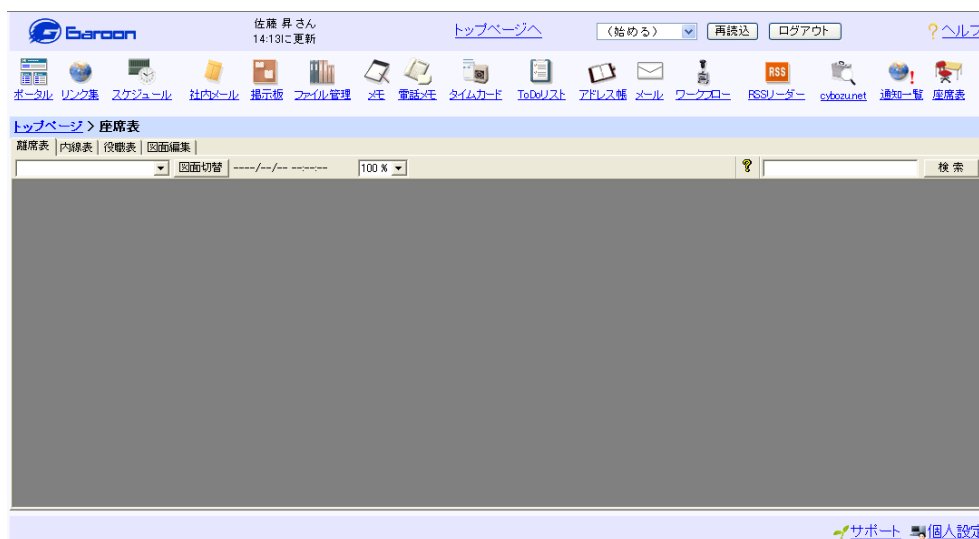 Garoon
佐藤 昇 さん
14:13に更新
トップページへ
(始める)
再読込
ログアウト
?ヘルプ
ポータル リンク集 スケジュール 社内メール 掲示板 ファイル管理 メモ 電話メモ タイムカード ToDoリスト アドレス帳 メール ワークフロー RSSリーダー cybozu.net 通知一覧 座席表
RSS
トップページ > 座席表
離席表 | 内線表 | 役職表 | 図面編集 |
図面切替 ----/--/-- --:--:-- 100 % ? 検 索
サポート 個人設定